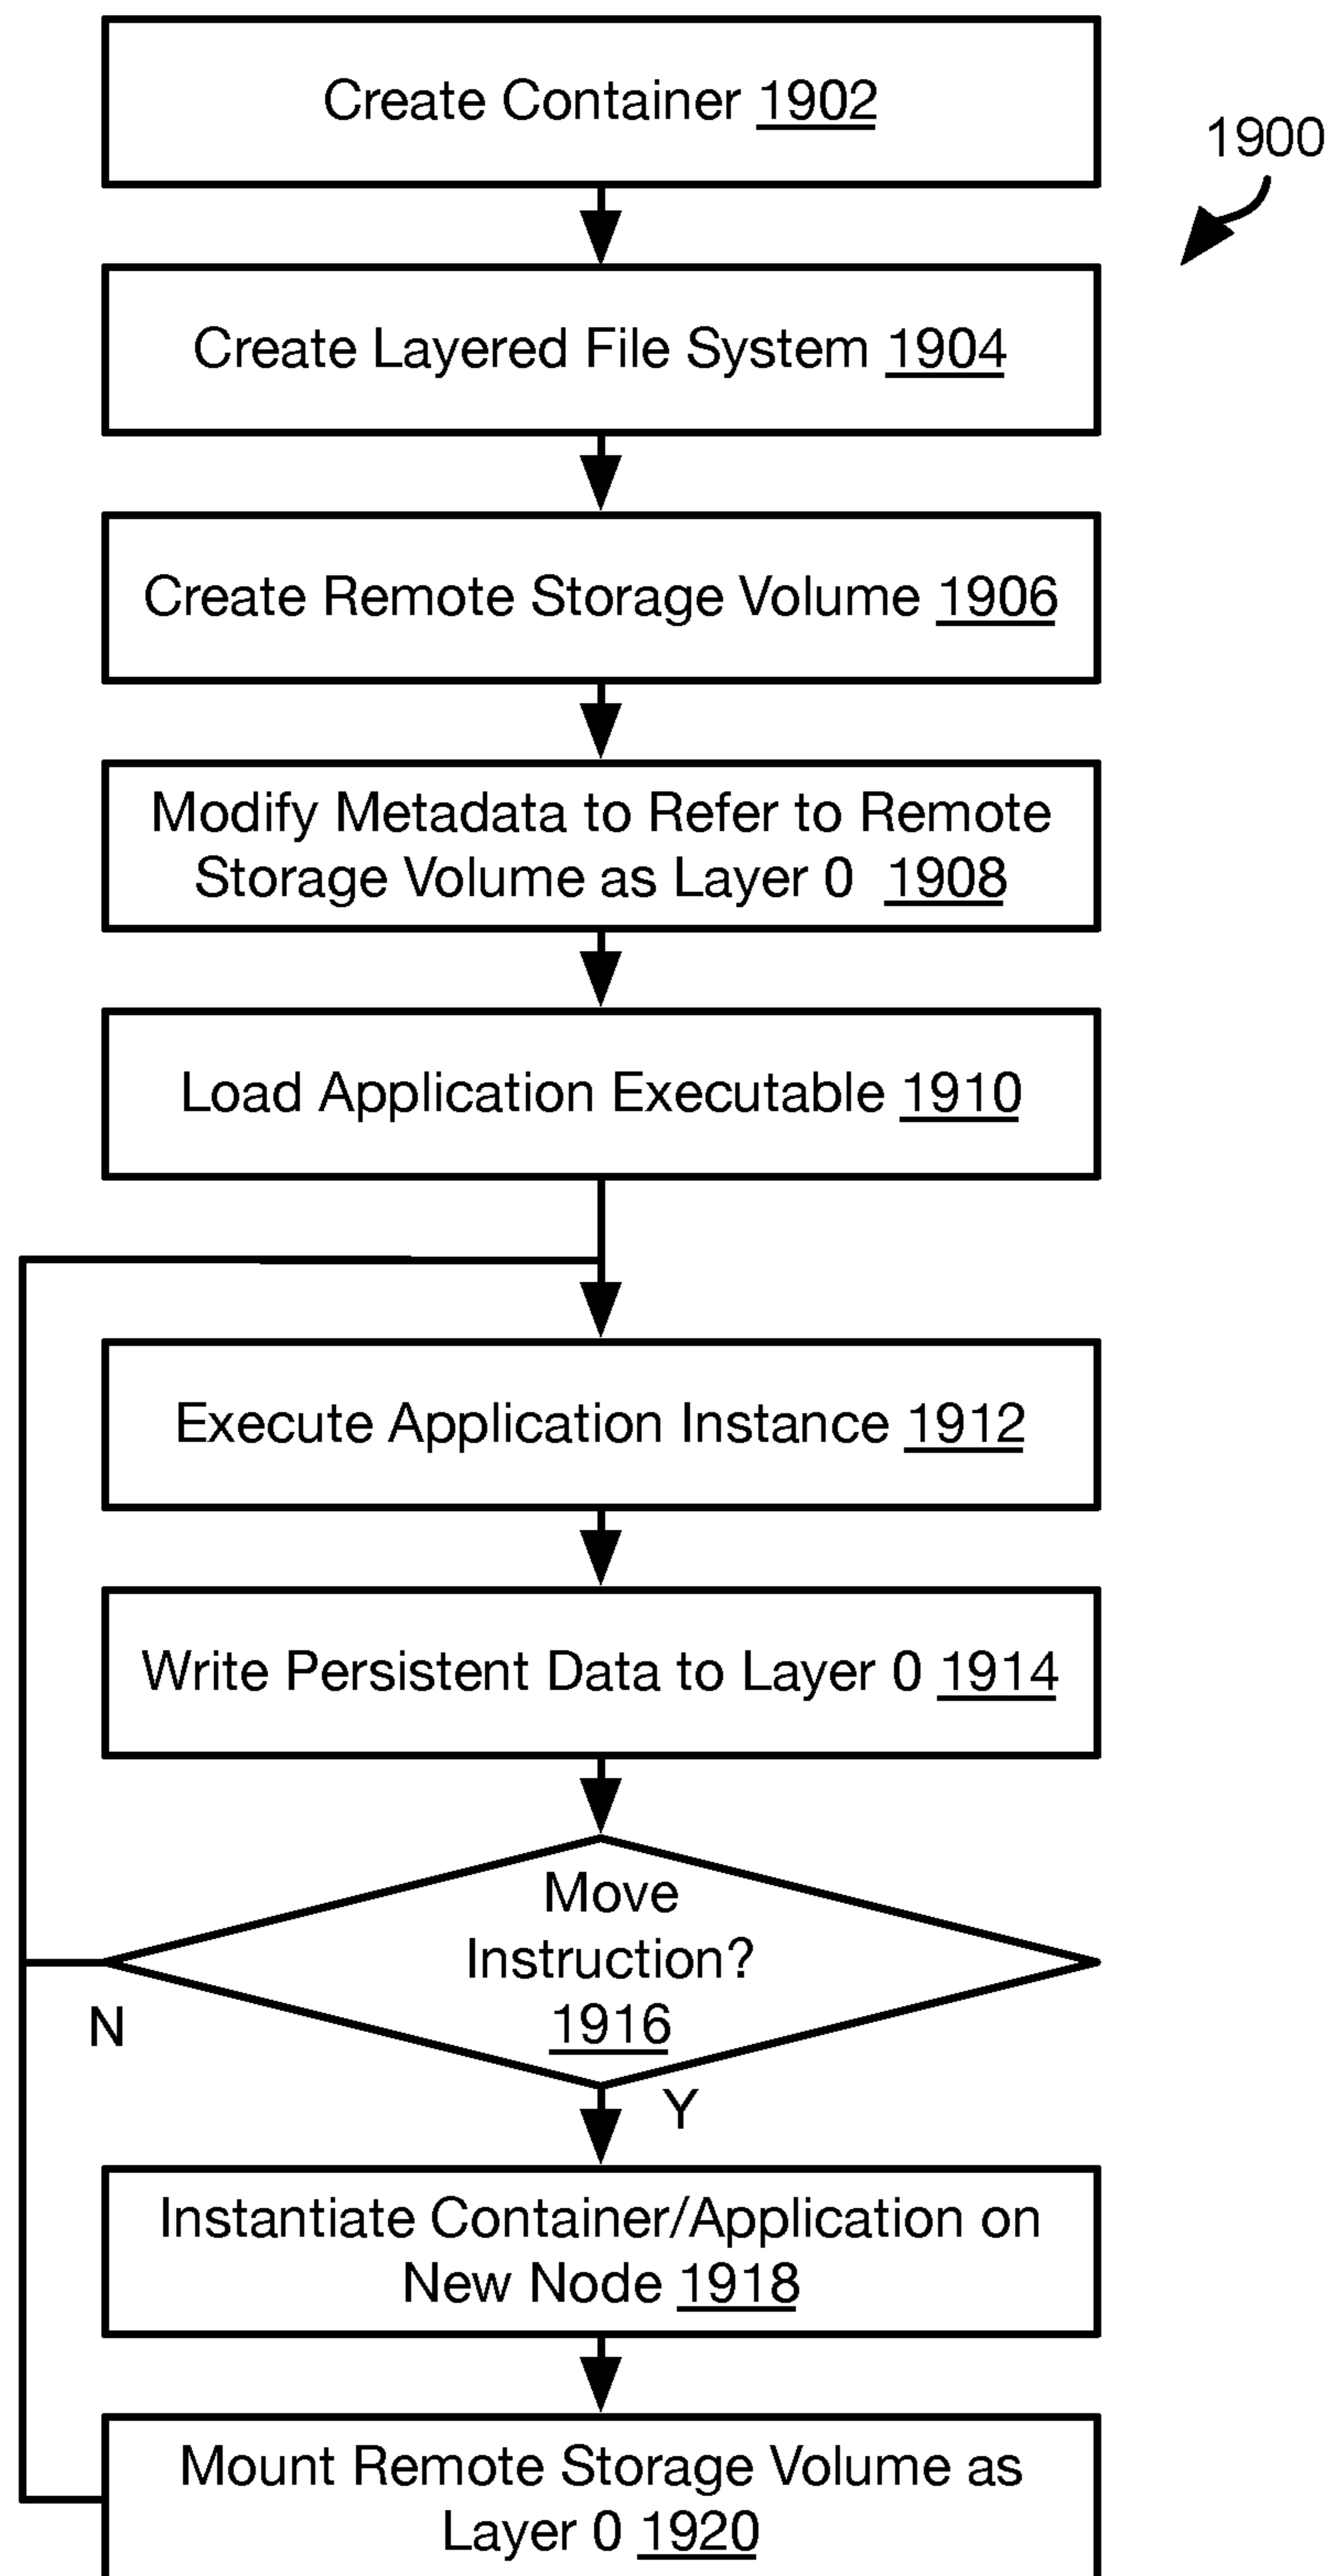 Create Container 1902
1900
Create Layered File System 1904
Create Remote Storage Volume 1906
Modify Metadata to Refer to Remote
Storage Volume as Layer 0 1908
Load Application Executable 1910
Execute Application Instance 1912
Write Persistent Data to Layer 0 1914
Move
Instruction?
1916
N
Y
Instantiate Container/Application on
New Node 1918
Mount Remote Storage Volume as
Layer 0 1920